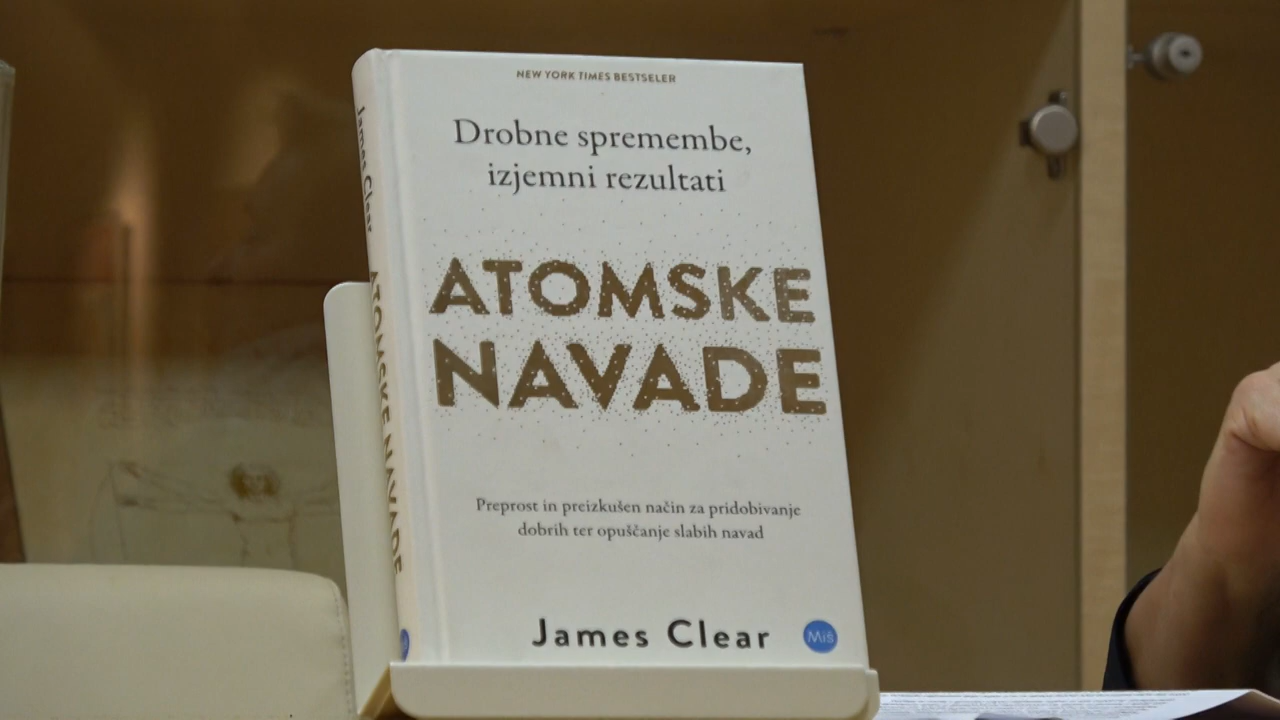 NEW YORK TIMES BESTSELER
Drobne spremembe,
izjemni rezultati
ATOMSKE
NAVADE
Preprost in preizkušen način za pridobivanje
dobrih ter opuščanje slabih navad
James Clear
Miš
James Clear
ATOMSKE NAVADE